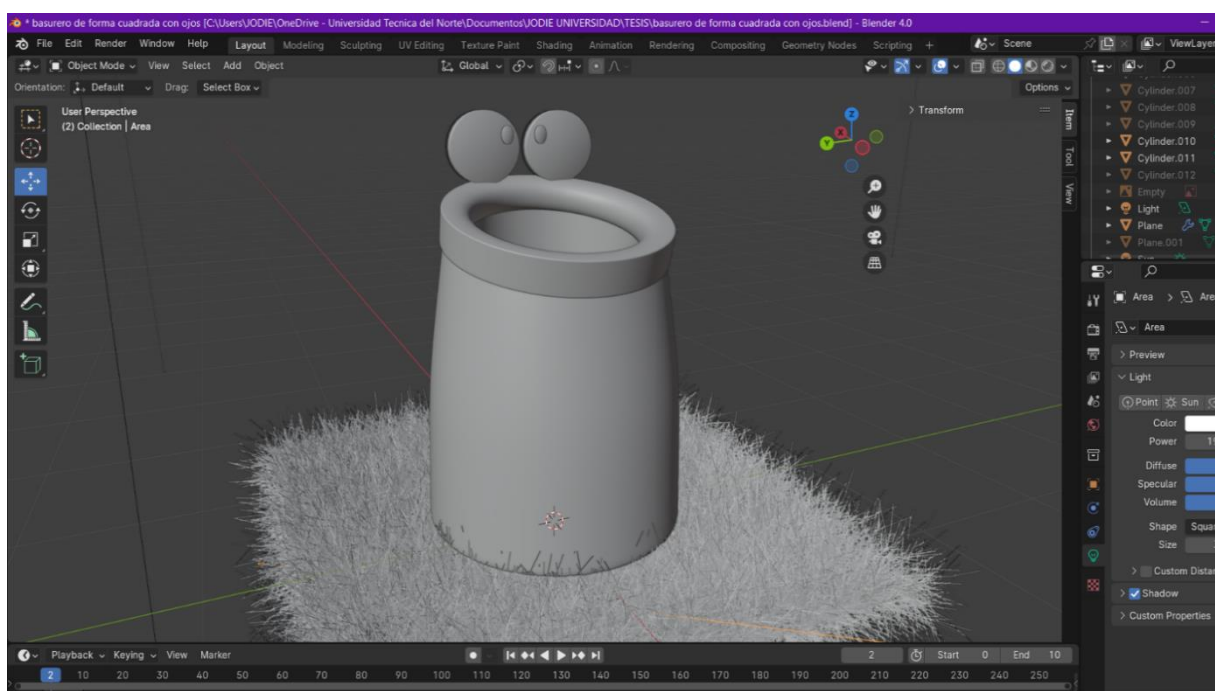 * basurero de forma cuadrada con ojos [C:\Users\JODIE\OneDrive - Universidad Tecnica del Norte\Documentos\JODIE UNIVERSIDAD\TESIS\basurero de forma cuadrada con ojos.blend] - Blender 4.0
File Edit Render Window Help Layout Modeling Sculpting UV Editing Texture Paint Shading Animation Rendering Compositing Geometry Nodes Scripting + Scene ViewLayer
Object Mode View Select Add Object Global
Orientation: Default Drag: Select Box Options
User Perspective
(2) Collection | Area
Transform
Item
Tool
View
X
Y
Z
Cylinder.007
Cylinder.008
Cylinder.009
Cylinder.010
Cylinder.011
Cylinder.012
Empty
Light
Plane
Plane.001
Area > Are
Area
Preview
Light
Point Sun
Color
Power
Diffuse
Specular
Volume
Shape Squa
Size
Custom Distan
Shadow
Custom Properties
Playback Keying View Marker 2 Start 0 End 10
2 10 20 30 40 50 60 70 80 90 100 110 120 130 140 150 160 170 180 190 200 210 220 230 240 250